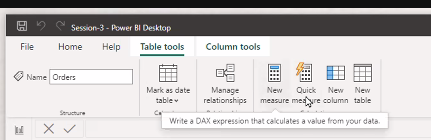 Session-3 - Power BI Desktop
File Home Help Table tools Column tools
Name Orders
Mark as date table
Manage relationships
New measure
Quick measure
New column
New table
Structure
Write a DAX expression that calculates a value from your data.